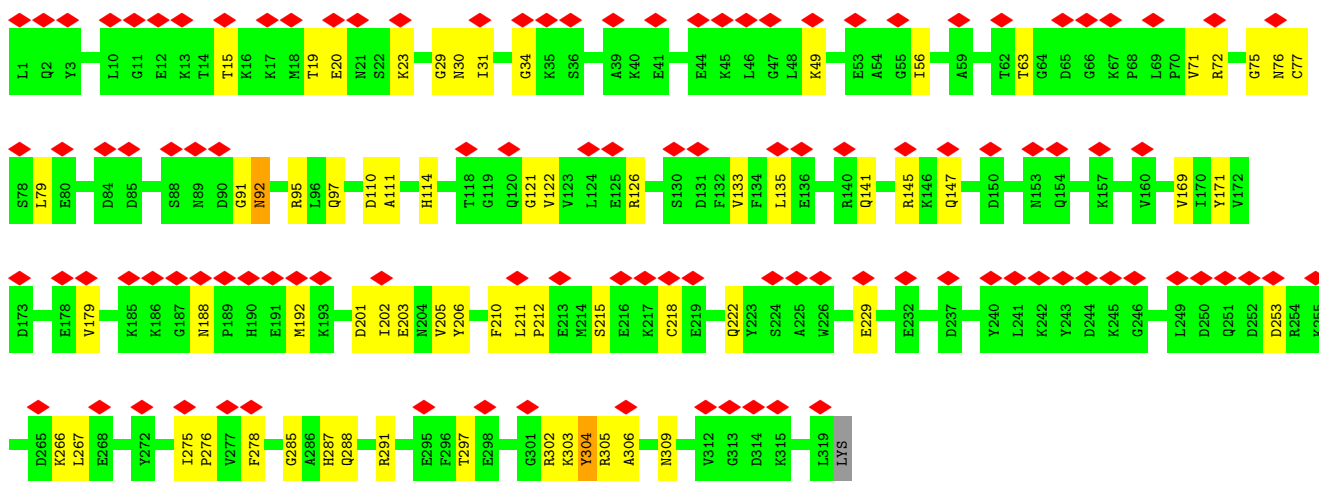 L1 Q2 Y3 L10 G11 E12 K13 T14 T15 K16 K17 M18 T19 E20 N21 S22 K23 G29 N30 I31 G34 K35 S36 A39 K40 E41 E44 K45 L46 G47 L48 K49 E53 A54 G55 I56 A59 T62 T63 G64 D65 G66 K67 P68 L69 P70 V71 R72 G75 N76 C77
S78 L79 E80 D84 D85 S88 N89 D90 G91 N92 R95 L96 Q97 D110 A111 H114 T118 G119 Q120 G121 V122 V123 L124 E125 R126 S130 D131 F132 V133 F134 L135 E136 R140 Q141 R145 K146 Q147 D150 N153 Q154 K157 V160 V169 I170 Y171 V172
D173 E178 V179 K185 K186 G187 N188 P189 H190 E191 M192 K193 D201 I202 E203 N204 V205 Y206 F210 L211 P212 E213 M214 S215 E216 K217 C218 E219 Q222 Y223 S224 A225 W226 E229 E232 D237 Y240 L241 K242 Y243 D244 K245 G246 L249 D250 Q251 D252 D253 R254
D265 K266 L267 E268 Y272 I275 P276 V277 F278 G285 A286 H287 Q288 R291 E295 F296 T297 E298 G301 R302 K303 Y304 R305 A306 N309 V312 G313 D314 K315 L319 LYS